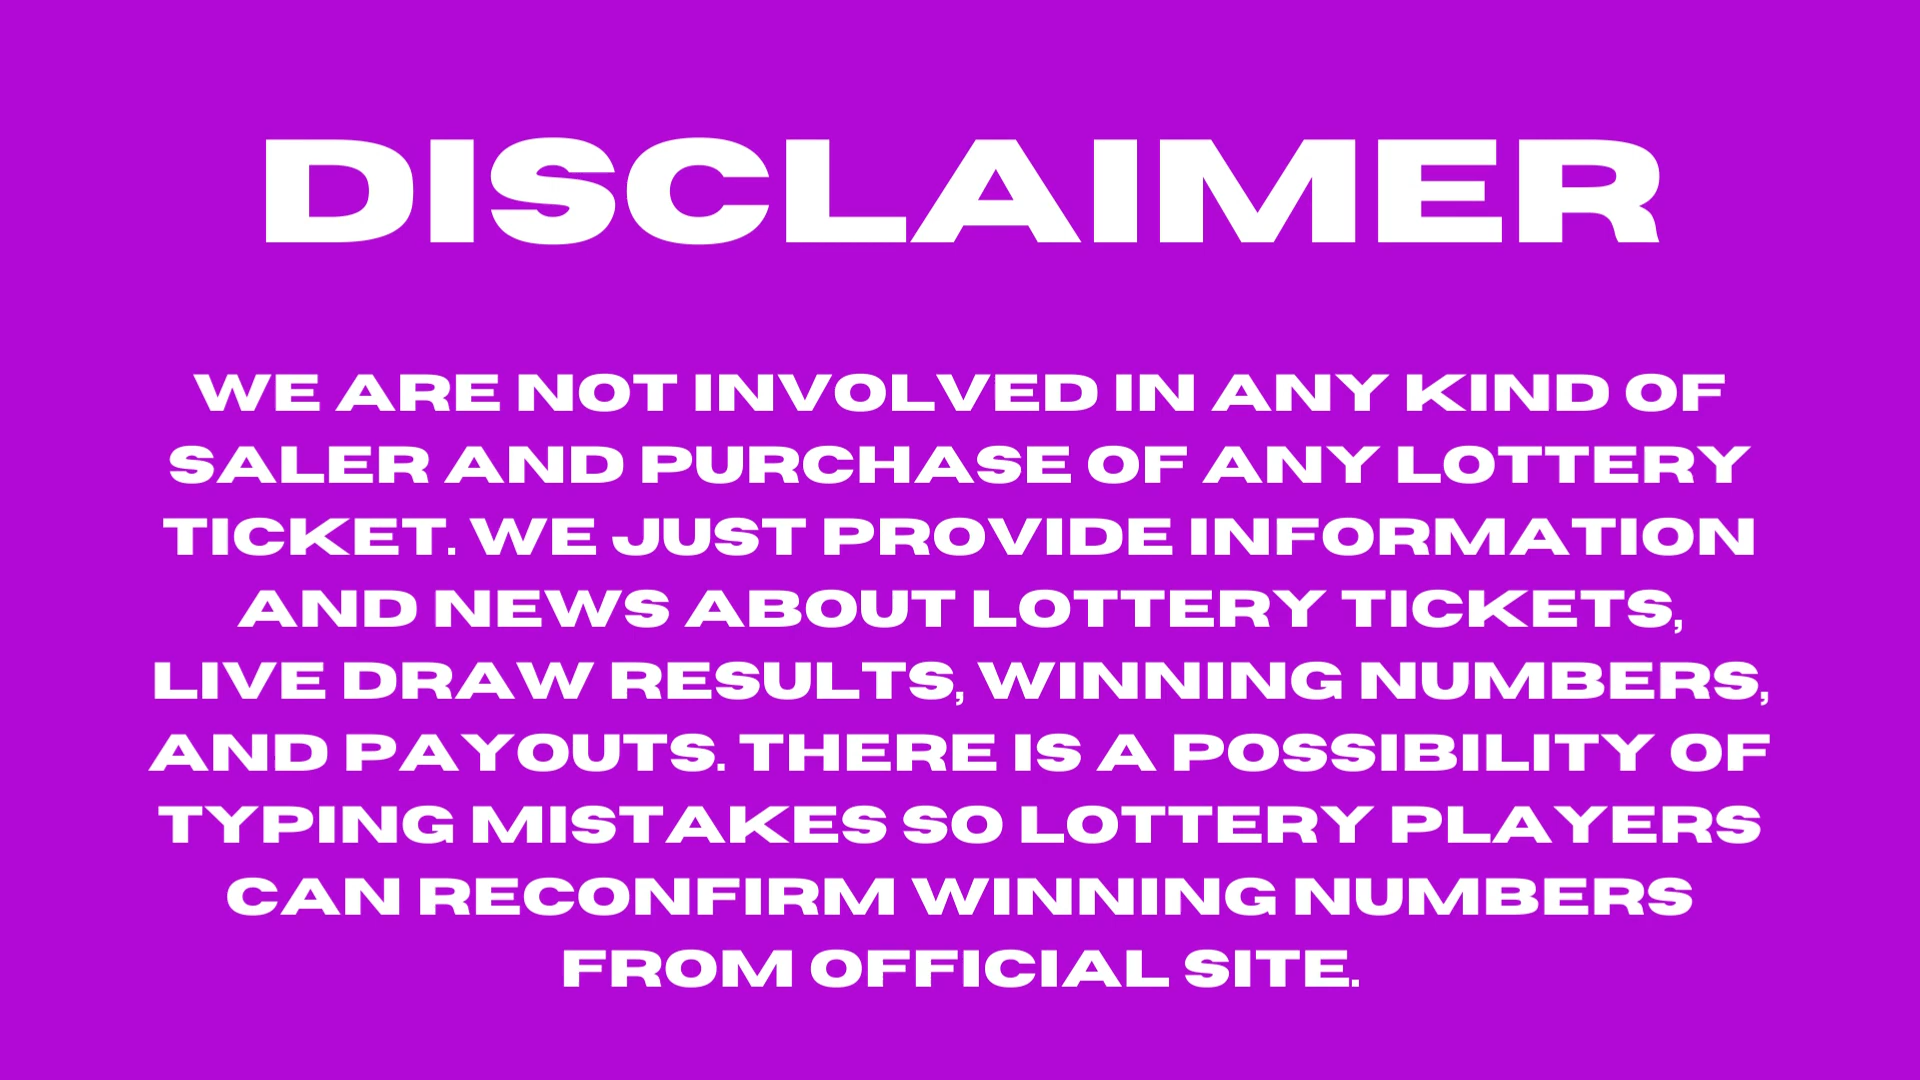 DISCLAIMER
WE ARE NOT INVOLVED IN ANY KIND OF
SALER AND PURCHASE OF ANY LOTTERY
TICKET. WE JUST PROVIDE INFORMATION
AND NEWS ABOUT LOTTERY TICKETS,
LIVE DRAW RESULTS, WINNING NUMBERS,
AND PAYOUTS. THERE IS A POSSIBILITY OF
TYPING MISTAKES SO LOTTERY PLAYERS
CAN RECONFIRM WINNING NUMBERS
FROM OFFICIAL SITE.